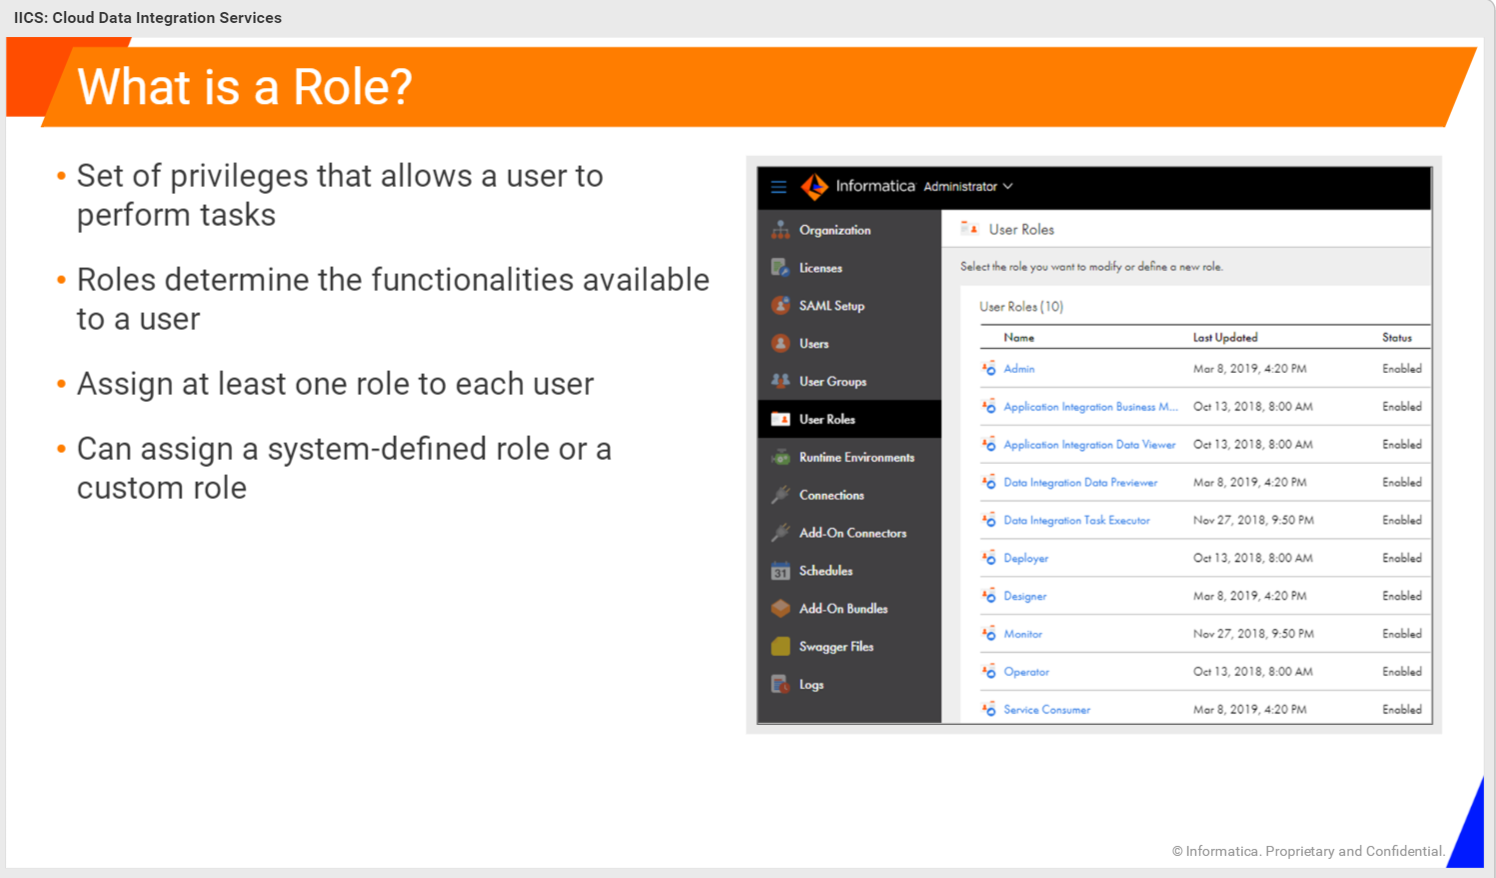 IICS: Cloud Data Integration Services
What is a Role?
• Set of privileges that allows a user to
perform tasks
• Roles determine the functionalities available
to a user
• Assign at least one role to each user
• Can assign a system-defined role or a
custom role
Informatica Administrator
Organization
Licenses
SAML Setup
Users
User Groups
User Roles
Runtime Environments
Connections
Add-On Connectors
Schedules
31
Add-On Bundles
Swagger Files
Logs
User Roles
Select the role you want to modify or define a new role.
User Roles (10)
Name Last Updated Status
Admin Mar 8, 2019, 4:20 PM Enabled
Application Integration Business M... Oct 13, 2018, 8:00 AM Enabled
Application Integration Data Viewer Oct 13, 2018, 8:00 AM Enabled
Data Integration Data Previewer Mar 8, 2019, 4:20 PM Enabled
Data Integration Task Executor Nov 27, 2018, 9:50 PM Enabled
Deployer Oct 13, 2018, 8:00 AM Enabled
Designer Mar 8, 2019, 4:20 PM Enabled
Monitor Nov 27, 2018, 9:50 PM Enabled
Operator Oct 13, 2018, 8:00 AM Enabled
Service Consumer Mar 8, 2019, 4:20 PM Enabled
© Informatica. Proprietary and Confidential.